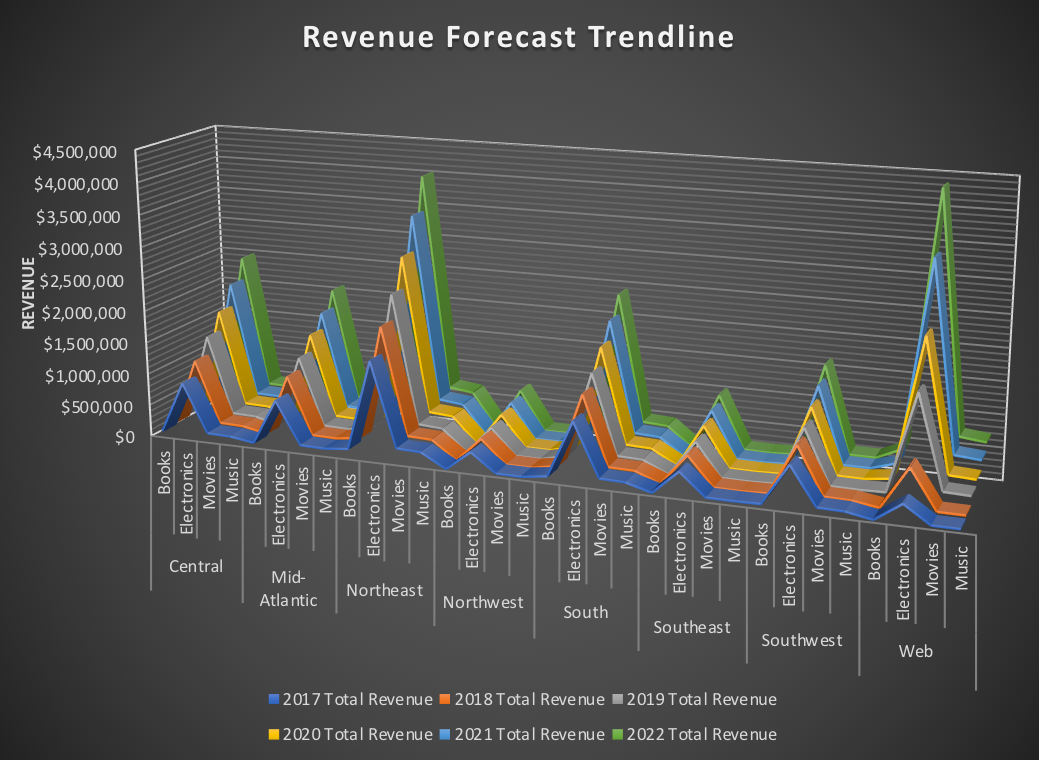 Revenue Forecast Trendline
$4,500,000
$4,000,000
$3,500,000
$3,000,000
$2,500,000
$2,000,000
$1,500,000
$1,000,000
$500,000
$0
REVENUE
Books
Electronics
Movies
Music
Books
Electronics
Movies
Music
Books
Electronics
Movies
Music
Books
Electronics
Movies
Music
Books
Electronics
Movies
Music
Books
Electronics
Movies
Music
Books
Electronics
Movies
Music
Books
Electronics
Movies
Music
Central
Mid-
Atlantic
Northeast
Northwest
South
Southeast
Southwest
Web
2017 Total Revenue 2018 Total Revenue 2019 Total Revenue
2020 Total Revenue 2021 Total Revenue 2022 Total Revenue